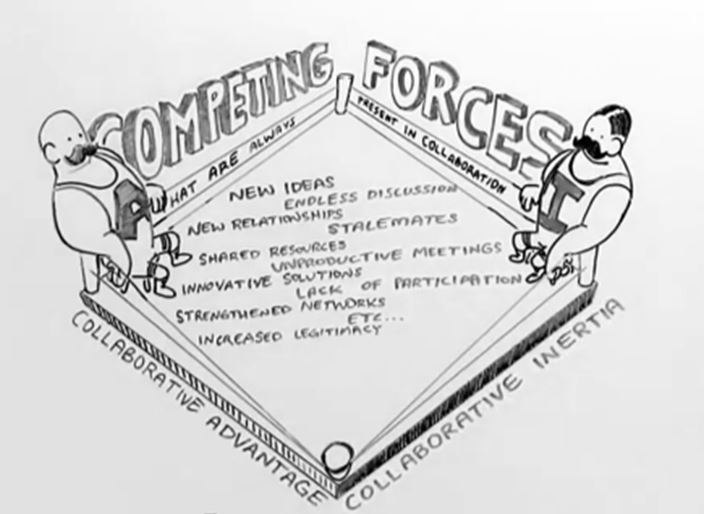 COMPETING FORCES
THAT ARE ALWAYS
PRESENT IN COLLABORATION
A
I
NEW IDEAS
ENDLESS DISCUSSION
NEW RELATIONSHIPS
STALEMATES
SHARED RESOURCES
UNPRODUCTIVE MEETINGS
INNOVATIVE SOLUTIONS
LACK OF PARTICIPATION
STRENGTHENED NETWORKS
ETC...
INCREASED LEGITIMACY
COLLABORATIVE ADVANTAGE
COLLABORATIVE INERTIA